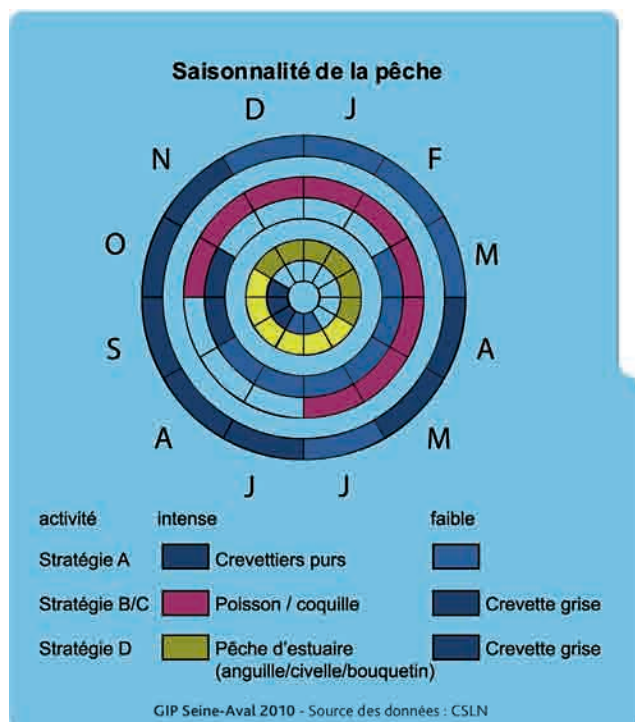 Saisonnalité de la pêche
D J
N F
O M
S A
A M
J J
activité intense faible
Stratégie A Crevettiers purs
Stratégie B/C Poisson / coquille Crevette grise
Stratégie D Pêche d'estuaire Crevette grise
(anguille/civelle/bouquetin)
GIP Seine-Aval 2010 - Source des données : CSLN